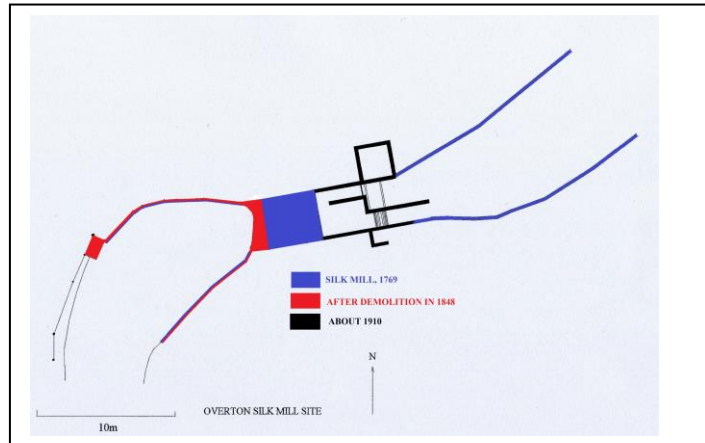 SILK MILL, 1769
AFTER DEMOLITION IN 1848
ABOUT 1910
N
OVERTON SILK MILL SITE
10m